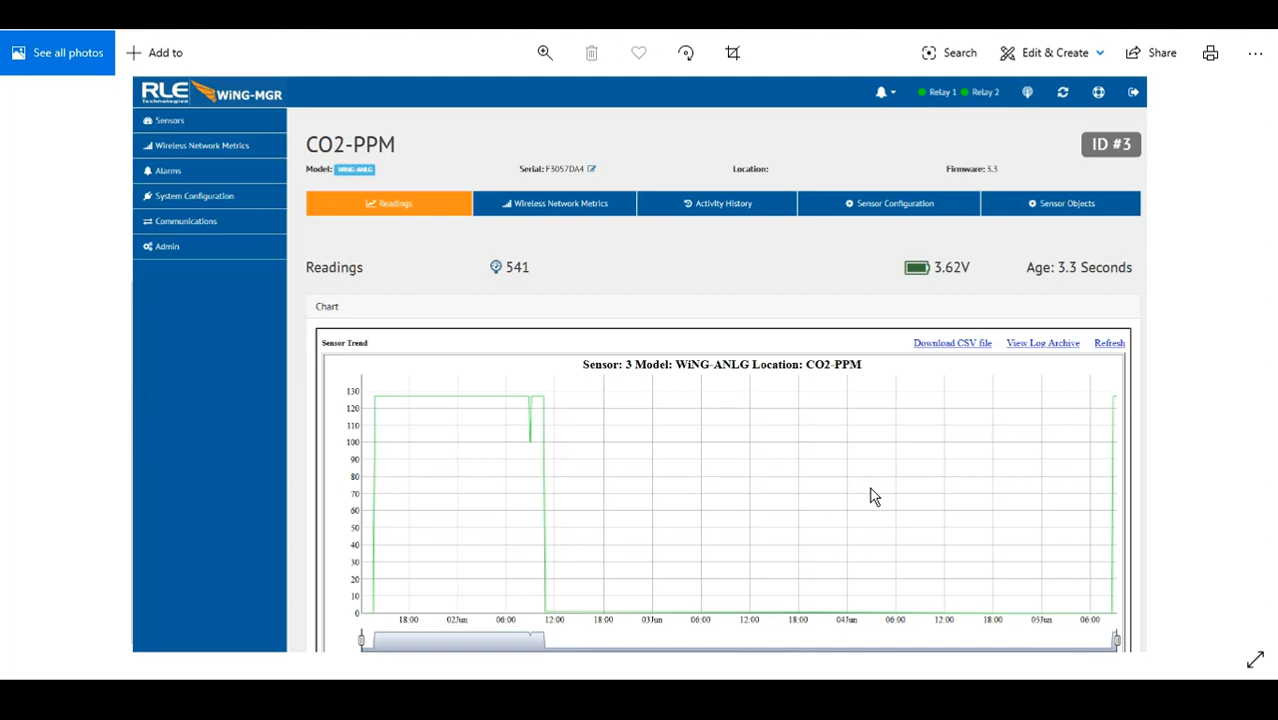 See all photos
Add to
Search
Edit & Create
Share
RLE Technologies WiNG-MGR
Relay 1 Relay 2
Sensors
Wireless Network Metrics
Alarms
System Configuration
Communications
Admin
CO2-PPM
ID #3
Model: WiNG-ANLG Serial: F3057DA4 Location: Firmware: 3.3
Readings Wireless Network Metrics Activity History Sensor Configuration Sensor Objects
Readings 541 3.62V Age: 3.3 Seconds
Chart
Sensor Trend Download CSV file View Log Archive Refresh
Sensor: 3 Model: WiNG-ANLG Location: CO2-PPM
130
120
110
100
90
80
70
60
50
40
30
20
10
0
18:00 02Jun 06:00 12:00 18:00 03Jun 06:00 12:00 18:00 04Jun 06:00 12:00 18:00 05Jun 06:00